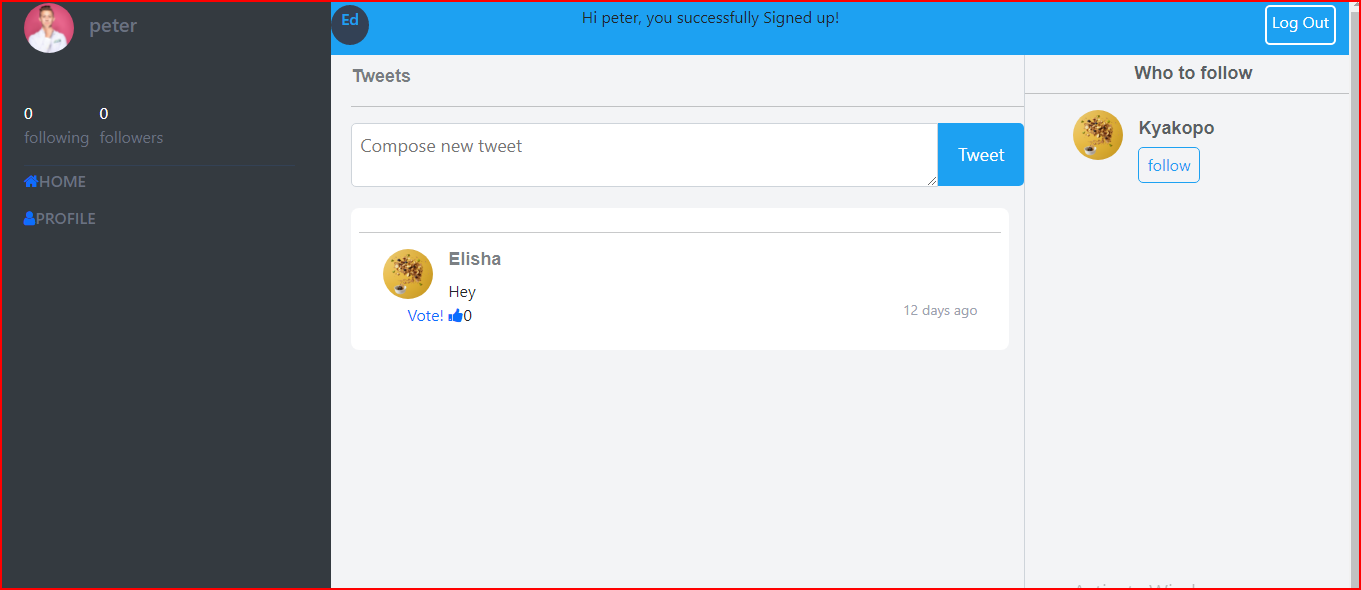 peter
0 0
following followers
HOME
PROFILE
Ed
Hi peter, you successfully Signed up!
Log Out
Tweets
Compose new tweet
Tweet
Elisha
Hey
Vote! 0
12 days ago
Who to follow
Kyakopo
follow